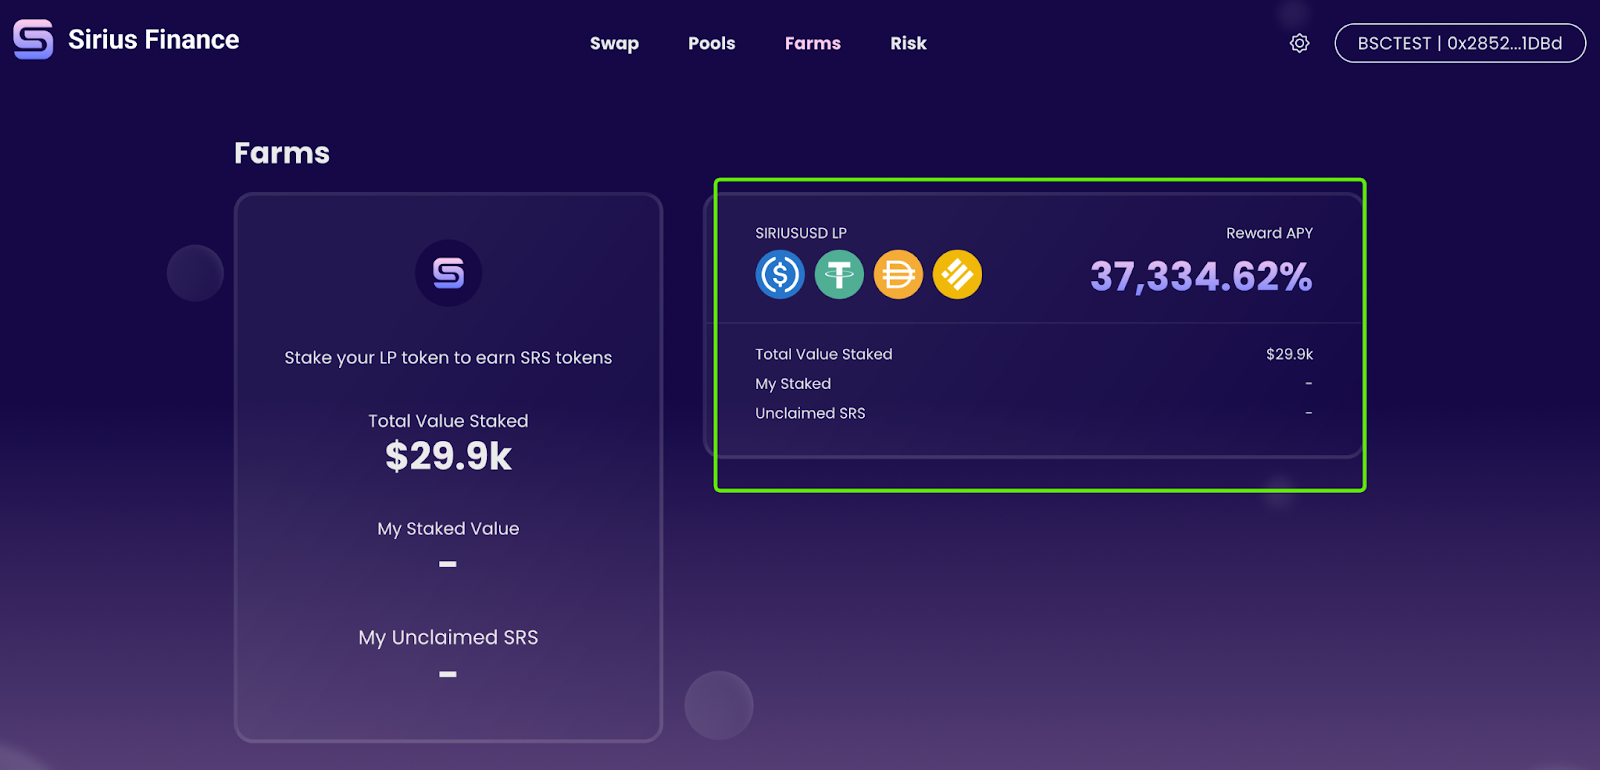 Sirius Finance
Swap Pools Farms Risk
BSCTEST | 0x2852...1DBd
Farms
Stake your LP token to earn SRS tokens
Total Value Staked
$29.9k
My Staked Value
-
My Unclaimed SRS
-
SIRIUSUSD LP
Reward APY
37,334.62%
Total Value Staked $29.9k
My Staked -
Unclaimed SRS -